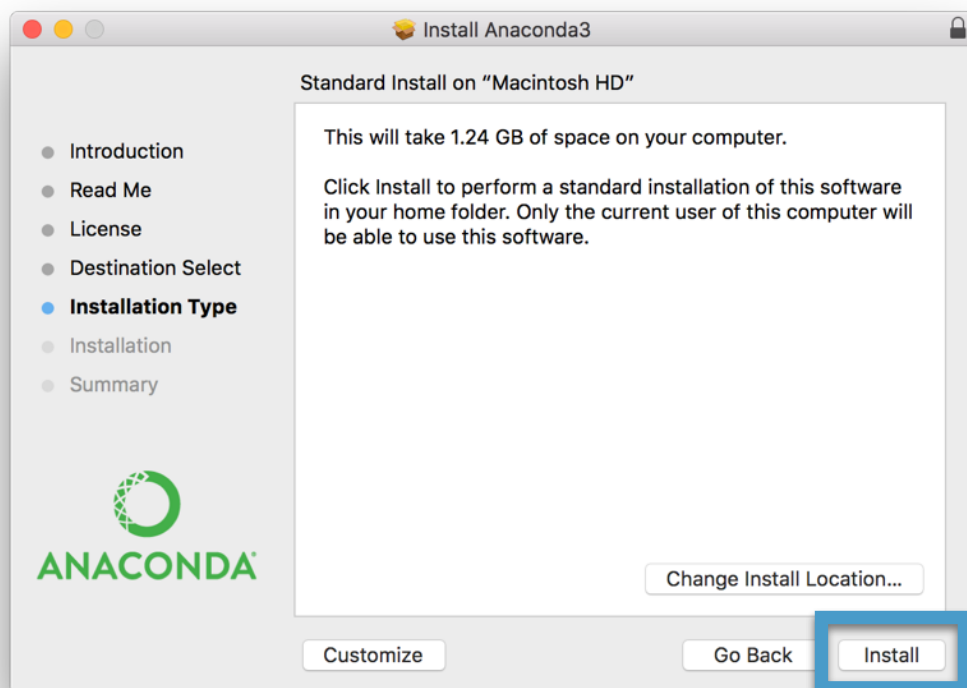 Install Anaconda3
Standard Install on “Macintosh HD”
Introduction
Read Me
License
Destination Select
Installation Type
Installation
Summary
This will take 1.24 GB of space on your computer.
Click Install to perform a standard installation of this software
in your home folder. Only the current user of this computer will
be able to use this software.
ANACONDA®
Change Install Location...
Customize
Go Back
Install